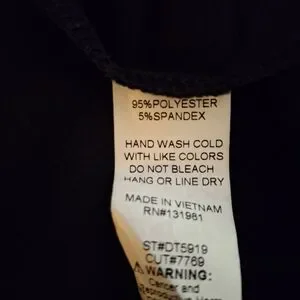 95%POLYESTER
5%SPANDEX
HAND WASH COLD
WITH LIKE COLORS
DO NOT BLEACH
HANG OR LINE DRY
MADE IN VIETNAM
RN#131981
ST#DT5919
CUT#7769
⚠WARNING:
Cancer and